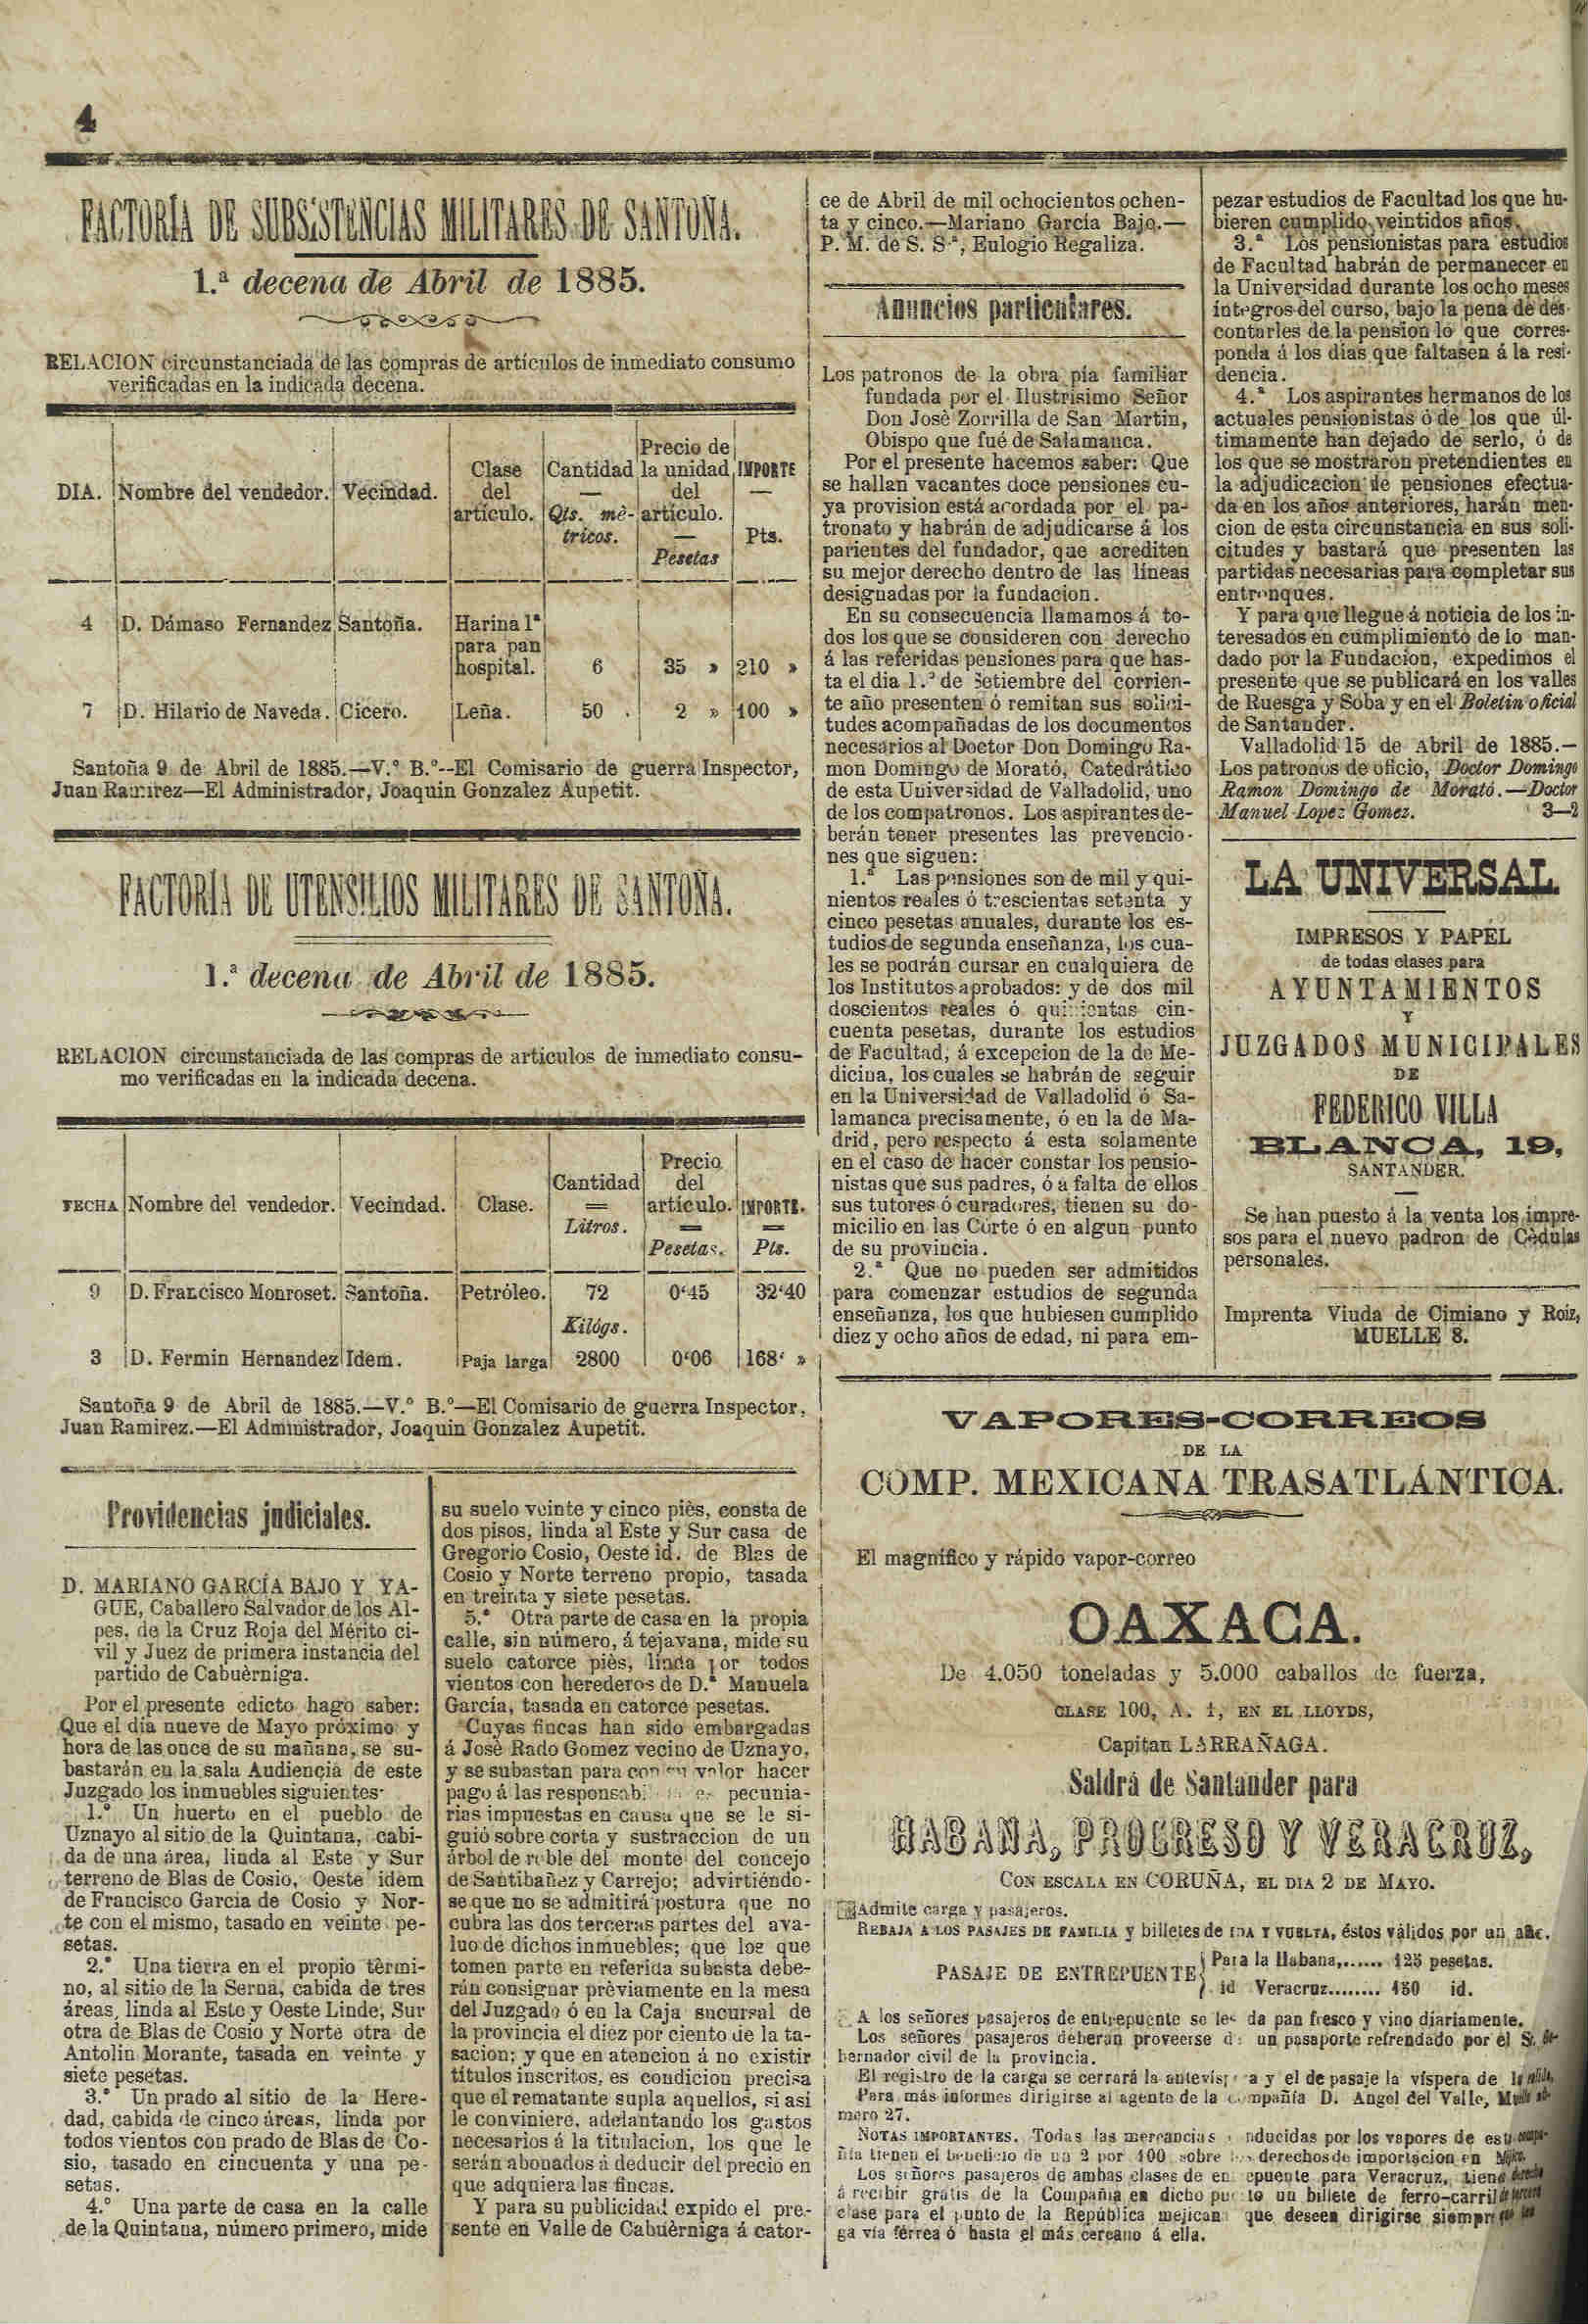 4
FACTORÍA DE SUBSISTENCIAS MILITARES DE SANTOÑA.
1.ª decena de Abril de 1885.
RELACION circunstanciada de las compras de artículos de inmediato consumo
verificadas en la indicada decena.
DIA. Nombre del vendedor. Vecindad. Clase del artículo. Cantidad — Qts. mè-tricos. Precio de la unidad del artículo. — Pesetas IMPORTE — Pts.
4 D. Dámaso Fernandez Santoña. Harina 1ª
para pan
hospital. 6 35 » 210 »
7 D. Hilario de Naveda. Cicero. Leña. 50 2 » 100 »
Santoña 9 de Abril de 1885.—V.º B.º--El Comisario de guerra Inspector,
Juan Ramirez—El Administrador, Joaquin Gonzalez Aupetit.
FACTORÍA DE UTENSILIOS MILITARES DE SANTOÑA.
1.ª decena de Abril de 1885.
RELACION circunstanciada de las compras de articulos de inmediato consu-
mo verificadas en la indicada decena.
FECHA Nombre del vendedor. Vecindad. Clase. Cantidad = Litros. Precio del artículo. = Pesetas. IMPORTE. = Pts.
9 D. Francisco Monroset. Santoña. Petróleo. 72 0‘45 32‘40
Kilógs.
3 D. Fermin Hernandez Idem. Paja larga 2800 0‘06 168‘ »
Santoña 9 de Abril de 1885.—V.º B.º—El Comisario de guerra Inspector,
Juan Ramirez.—El Administrador, Joaquin Gonzalez Aupetit.
Providencias judiciales.
D. MARIANO GARCÍA BAJO Y YA-
GUE, Caballero Salvador de los Al-
pes, de la Cruz Roja del Mérito ci-
vil y Juez de primera instancia del
partido de Cabuèrniga.
Por el presente edicto hago saber:
Que el dia nueve de Mayo próximo y
hora de las once de su mañana, se su-
bastarán en la sala Audiencia de este
Juzgado los inmuebles siguientes:
1.º Un huerto en el pueblo de
Uznayo al sitio de la Quintana, cabi-
da de una área, linda al Este y Sur
terreno de Blas de Cosio, Oeste idem
de Francisco Garcia de Cosio y Nor-
te con el mismo, tasado en veinte pe-
setas.
2.º Una tierra en el propio tèrmi-
no, al sitio de la Serna, cabida de tres
áreas, linda al Este y Oeste Linde, Sur
otra de Blas de Cosio y Norte otra de
Antolin Morante, tasada en veinte y
siete pesetas.
3.º Un prado al sitio de la Here-
dad, cabida de cinco áreas, linda por
todos vientos con prado de Blas de Co-
sio, tasado en cincuenta y una pe-
setas.
4.º Una parte de casa en la calle
de la Quintana, número primero, mide
su suelo veinte y cinco piès, consta de
dos pisos, linda al Este y Sur casa de
Gregorio Cosio, Oeste id. de Blas de
Cosio y Norte terreno propio, tasada
en treinta y siete pesetas.
5.º Otra parte de casa en la propia
calle, sin número, á tejavana, mide su
suelo catorce piès, linda por todos
vientos con herederos de D.ª Manuela
García, tasada en catorce pesetas.
Cuyas fincas han sido embargadas
á Josè Rado Gomez vecino de Uznayo,
y se subastan para con su valor hacer
pago á las responsabi pecunia-
rias impuestas en causa que se le si-
guió sobre corta y sustraccion de un
árbol de roble del monte del concejo
de Santibañez y Carrejo; advirtiéndo-
se que no se admitirá postura que no
cubra las dos terceras partes del ava-
luo de dichos inmuebles; que los que
tomen parte en referida subasta debe-
rán consignar prèviamente en la mesa
del Juzgado ó en la Caja sucursal de
la provincia el diez por ciento de la ta-
sacion; y que en atencion á no existir
títulos inscritos, es condicion precisa
que el rematante supla aquellos, si asi
le conviniere, adelantando los gastos
necesarios á la titulacion, los que le
serán abonados á deducir del precio en
que adquiera las fincas.
Y para su publicidad expido el pre-
sente en Valle de Cabuèrniga á cator-
ce de Abril de mil ochocientos ochen-
ta y cinco.—Mariano García Bajo.—
P. M. de S. S.ª, Eulogio Regaliza.
Anuncios particulares.
Los patronos de la obra pía familiar
fundada por el Ilustrísimo Señor
Don Josè Zorrilla de San Martin,
Obispo que fué de Salamanca.
Por el presente hacemos saber: Que
se hallan vacantes doce pensiones cu-
ya provision está acordada por el pa-
tronato y habrán de adjudicarse á los
parientes del fundador, que acrediten
su mejor derecho dentro de las líneas
designadas por la fundacion.
En su consecuencia llamamos á to-
dos los que se consideren con derecho
á las referidas pensiones para que has-
ta el dia 1.º de Setiembre del corrien-
te año presenten ó remitan sus solici-
tudes acompañadas de los documentos
necesarios al Doctor Don Domingo Ra-
mon Domingo de Morató, Catedrático
de esta Universidad de Valladolid, uno
de los compatronos. Los aspirantes de-
berán tener presentes las prevencio-
nes que siguen:
1.ª Las pensiones son de mil y qui-
nientos reales ó trescientas setenta y
cinco pesetas anuales, durante los es-
tudios de segunda enseñanza, los cua-
les se podrán cursar en cualquiera de
los Institutos aprobados: y de dos mil
doscientos reales ó quinientas cin-
cuenta pesetas, durante los estudios
de Facultad, á excepcion de la de Me-
dicina, los cuales se habrán de seguir
en la Universidad de Valladolid ó Sa-
lamanca precisamente, ó en la de Ma-
drid, pero respecto á esta solamente
en el caso de hacer constar los pensio-
nistas que sus padres, ó a falta de ellos
sus tutores ó curadores, tienen su do-
micilio en las Córte ó en algun punto
de su provincia.
2.ª Que no pueden ser admitidos
para comenzar estudios de segunda
enseñanza, los que hubiesen cumplido
diez y ocho años de edad, ni para em-
pezar estudios de Facultad los que hu-
bieren cumplido veintidos años.
3.ª Los pensionistas para estudios
de Facultad habrán de permanecer en
la Universidad durante los ocho meses
íntegros del curso, bajo la pena de des-
contarles de la pension lo que corres-
ponda á los dias que faltasen á la resi-
dencia.
4.ª Los aspirantes hermanos de los
actuales pensionistas ó de los que úl-
timamente han dejado de serlo, ó de
los que se mostraron pretendientes en
la adjudicacion de pensiones efectua-
da en los años anteriores, harán men-
cion de esta circunstancia en sus soli-
citudes y bastará que presenten las
partidas necesarias para completar sus
entronques.
Y para que llegue á noticia de los in-
teresados en cumplimiento de lo man-
dado por la Fundacion, expedimos el
presente que se publicará en los valles
de Ruesga y Soba y en el Boletin oficial
de Santander.
Valladolid 15 de Abril de 1885.—
Los patronos de oficio, Doctor Domingo
Ramon Domingo de Morató.—Doctor
Manuel Lopez Gomez. 3—2
LA UNIVERSAL
IMPRESOS Y PAPEL
de todas clases para
AYUNTAMIENTOS
Y
JUZGADOS MUNICIPALES
DE
FEDERICO VILLA
BLANCA, 19,
SANTANDER.
Se han puesto á la venta los impre-
sos para el nuevo padron de Cèdulas
personales.
Imprenta Viuda de Cimiano y Roiz,
MUELLE 8.
VAPORES-CORREOS
DE LA
COMP. MEXICANA TRASATLÁNTICA.
El magnífico y rápido vapor-correo
OAXACA.
De 4.050 toneladas y 5.000 caballos de fuerza,
CLASE 100, A. 1, EN EL LLOYDS,
Capitan LARRAÑAGA.
Saldrá de Santander para
HABANA, PROGRESO Y VERACRUZ,
CON ESCALA EN CORUÑA, EL DIA 2 DE MAYO.
Admite carga y pasajeros.
REBAJA A LOS PASAJES DE FAMILIA y billetes de IDA Y VUELTA, éstos válidos por un año.
PASAJE DE ENTREPUENTE { Para la Habana,...... 125 pesetas.
id Veracruz........ 150 id.
A los señores pasajeros de entrepuente se les da pan fresco y vino diariamente.
Los señores pasajeros deberán proveerse de un pasaporte refrendado por el Sr. Go-
bernador civil de la provincia.
El registro de la carga se cerrará la antevíspera y el de pasaje la víspera de la salida.
Para más informes dirigirse al agente de la compañía D. Angel del Valle, Muelle nú-
mero 27.
NOTAS IMPORTANTES. Todas las mercancias conducidas por los vapores de esta compa-
ñía tienen el beneficio de un 2 por 100 sobre los derechos de importacion en Méjico.
Los señores pasajeros de ambas clases de entrepuente para Veracruz, tiene derecho
á recibir gratis de la Compañía en dicho puerto un billete de ferro-carril de tercera
clase para el punto de la República mejicana que deseen dirigirse siempre que
ga vía férrea ó hasta el más cercano á ella.